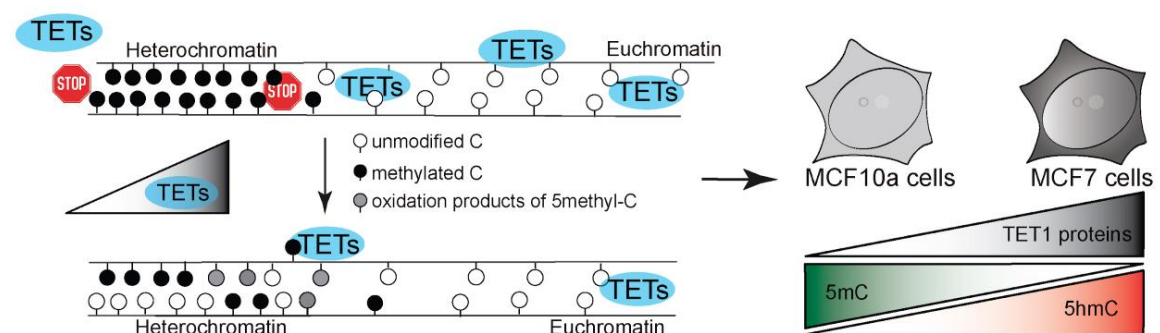 TETs
Heterochromatin
TETs
Euchromatin
STOP
STOP
TETs
TETs
unmodified C
methylated C
oxidation products of 5methyl-C
TETs
TETs
TETs
Heterochromatin
Euchromatin
MCF10a cells
MCF7 cells
TET1 proteins
5mC
5hmC